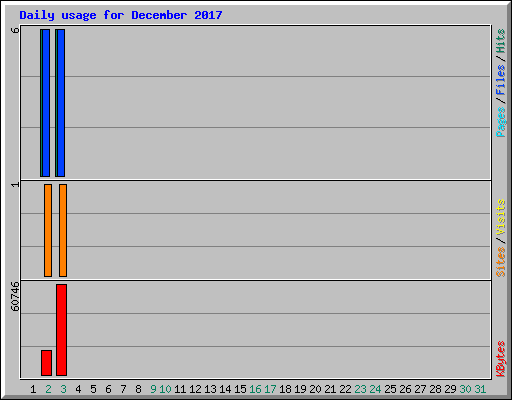 Daily usage for December 2017
6
1
60746
Pages/Files/Hits
Sites/Visits
KBytes
1 2 3 4 5 6 7 8 9 10 11 12 13 14 15 16 17 18 19 20 21 22 23 24 25 26 27 28 29 30 31